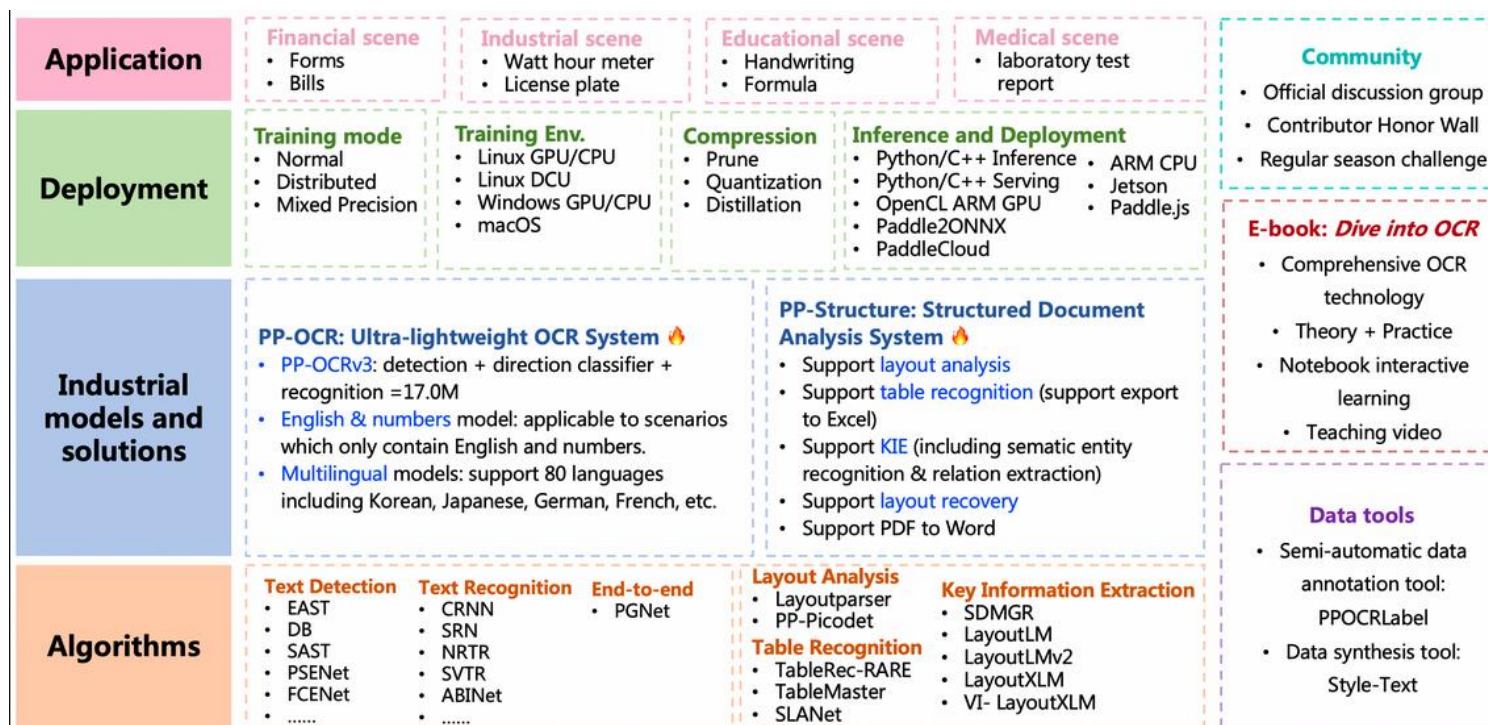 Application
Financial scene
• Forms
• Bills
Industrial scene
• Watt hour meter
• License plate
Educational scene
• Handwriting
• Formula
Medical scene
• laboratory test
report
Deployment
Training mode
• Normal
• Distributed
• Mixed Precision
Training Env.
• Linux GPU/CPU
• Linux DCU
• Windows GPU/CPU
• macOS
Compression
• Prune
• Quantization
• Distillation
Inference and Deployment
• Python/C++ Inference
• Python/C++ Serving
• OpenCL ARM GPU
• Paddle2ONNX
• PaddleCloud
• ARM CPU
• Jetson
• Paddle.js
Industrial
models and
solutions
PP-OCR: Ultra-lightweight OCR System 🔥
• PP-OCRv3: detection + direction classifier +
recognition =17.0M
• English & numbers model: applicable to scenarios
which only contain English and numbers.
• Multilingual models: support 80 languages
including Korean, Japanese, German, French, etc.
PP-Structure: Structured Document
Analysis System 🔥
• Support layout analysis
• Support table recognition (support export
to Excel)
• Support KIE (including sematic entity
recognition & relation extraction)
• Support layout recovery
• Support PDF to Word
Algorithms
Text Detection
• EAST
• DB
• SAST
• PSENet
• FCENet
• ......
Text Recognition
• CRNN
• SRN
• NRTR
• SVTR
• ABINet
• ......
End-to-end
• PGNet
Layout Analysis
• Layoutparser
• PP-Picodet
Table Recognition
• TableRec-RARE
• TableMaster
• SLANet
Key Information Extraction
• SDMGR
• LayoutLM
• LayoutLMv2
• LayoutXLM
• VI- LayoutXLM
Community
• Official discussion group
• Contributor Honor Wall
• Regular season challenge
E-book: Dive into OCR
• Comprehensive OCR
technology
• Theory + Practice
• Notebook interactive
learning
• Teaching video
Data tools
• Semi-automatic data
annotation tool:
PPOCRLabel
• Data synthesis tool:
Style-Text